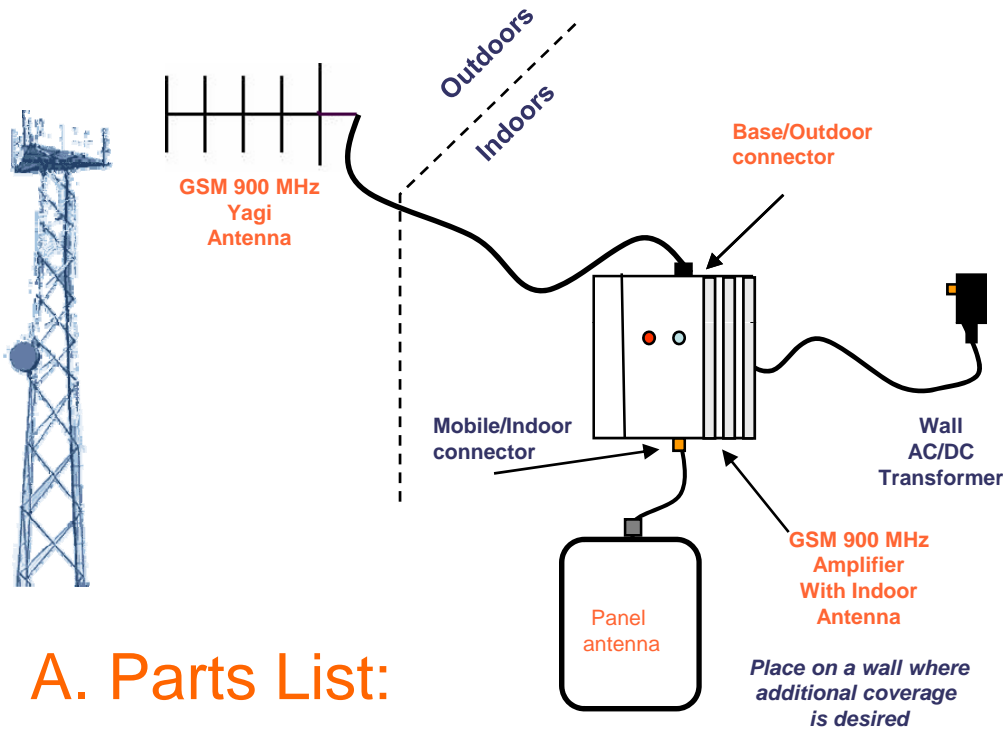 Outdoors
Indoors
GSM 900 MHz
Yagi
Antenna
Base/Outdoor
connector
Mobile/Indoor
connector
Wall
AC/DC
Transformer
GSM 900 MHz
Amplifier
With Indoor
Antenna
Panel
antenna
Place on a wall where
additional coverage
is desired
A. Parts List: